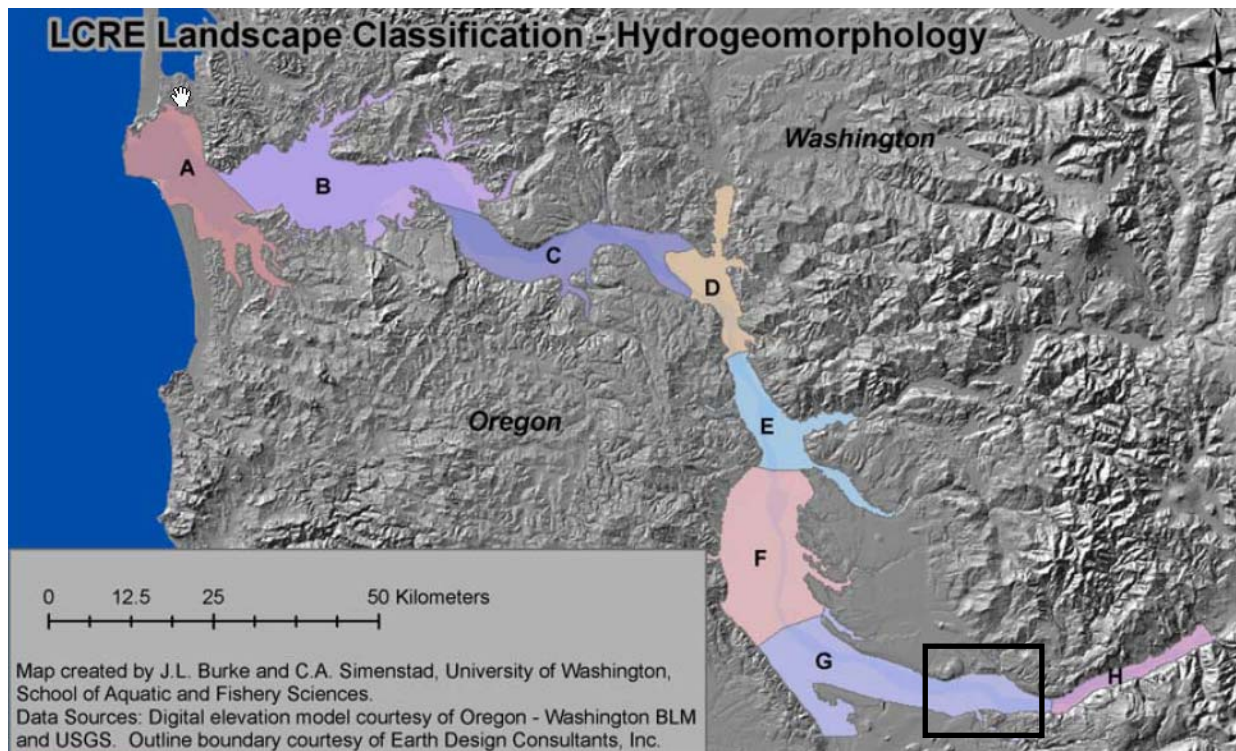 LCRE Landscape Classification - Hydrogeomorphology
N
Washington
A
B
C
D
Oregon
E
F
G
H
0 12.5 25 50 Kilometers
Map created by J.L. Burke and C.A. Simenstad, University of Washington,
School of Aquatic and Fishery Sciences.
Data Sources: Digital elevation model courtesy of Oregon - Washington BLM
and USGS. Outline boundary courtesy of Earth Design Consultants, Inc.